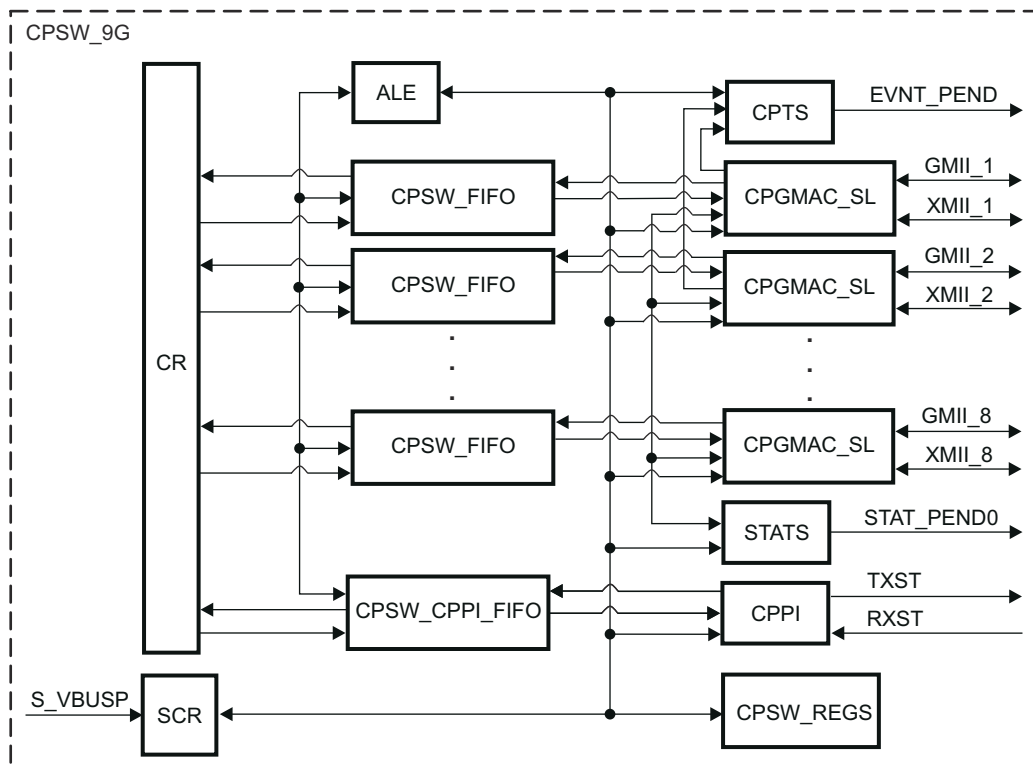 CPSW_9G
ALE
CPTS
EVNT_PEND
CPSW_FIFO
CPGMAC_SL
GMII_1
XMII_1
CPSW_FIFO
CPGMAC_SL
GMII_2
XMII_2
CR
CPSW_FIFO
CPGMAC_SL
GMII_8
XMII_8
STATS
STAT_PEND0
CPSW_CPPI_FIFO
CPPI
TXST
RXST
S_VBUSP
SCR
CPSW_REGS